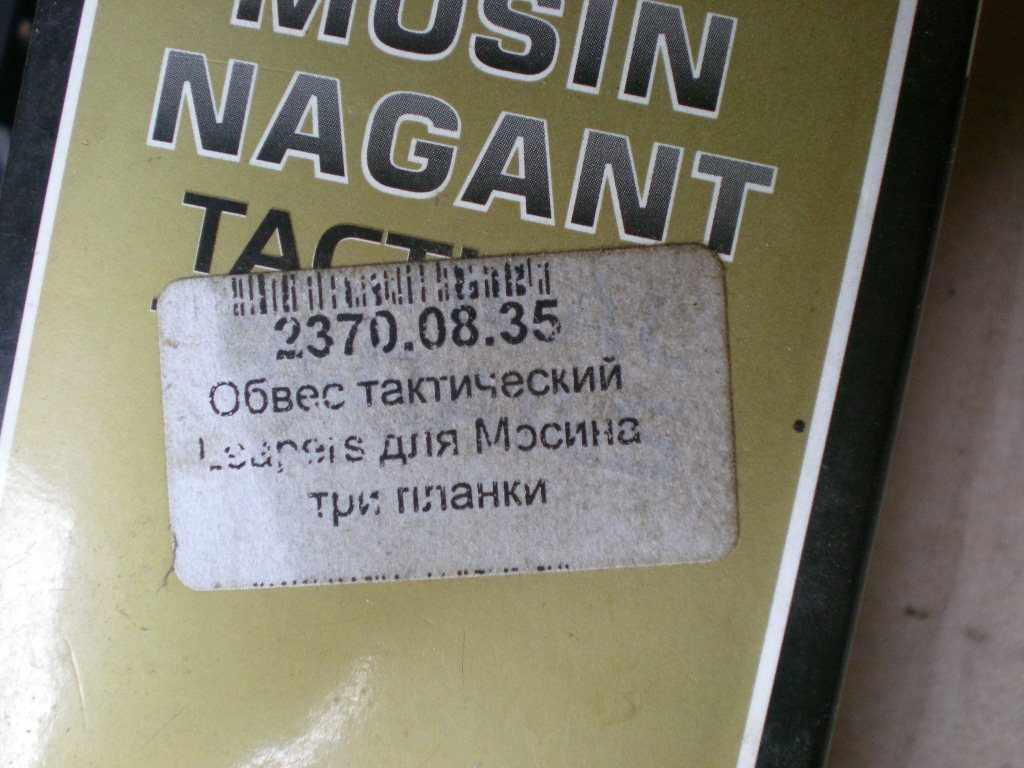 MOSIN
NAGANT
2370.08.35
Обвес тактический
Leapers для Мосина
три планки